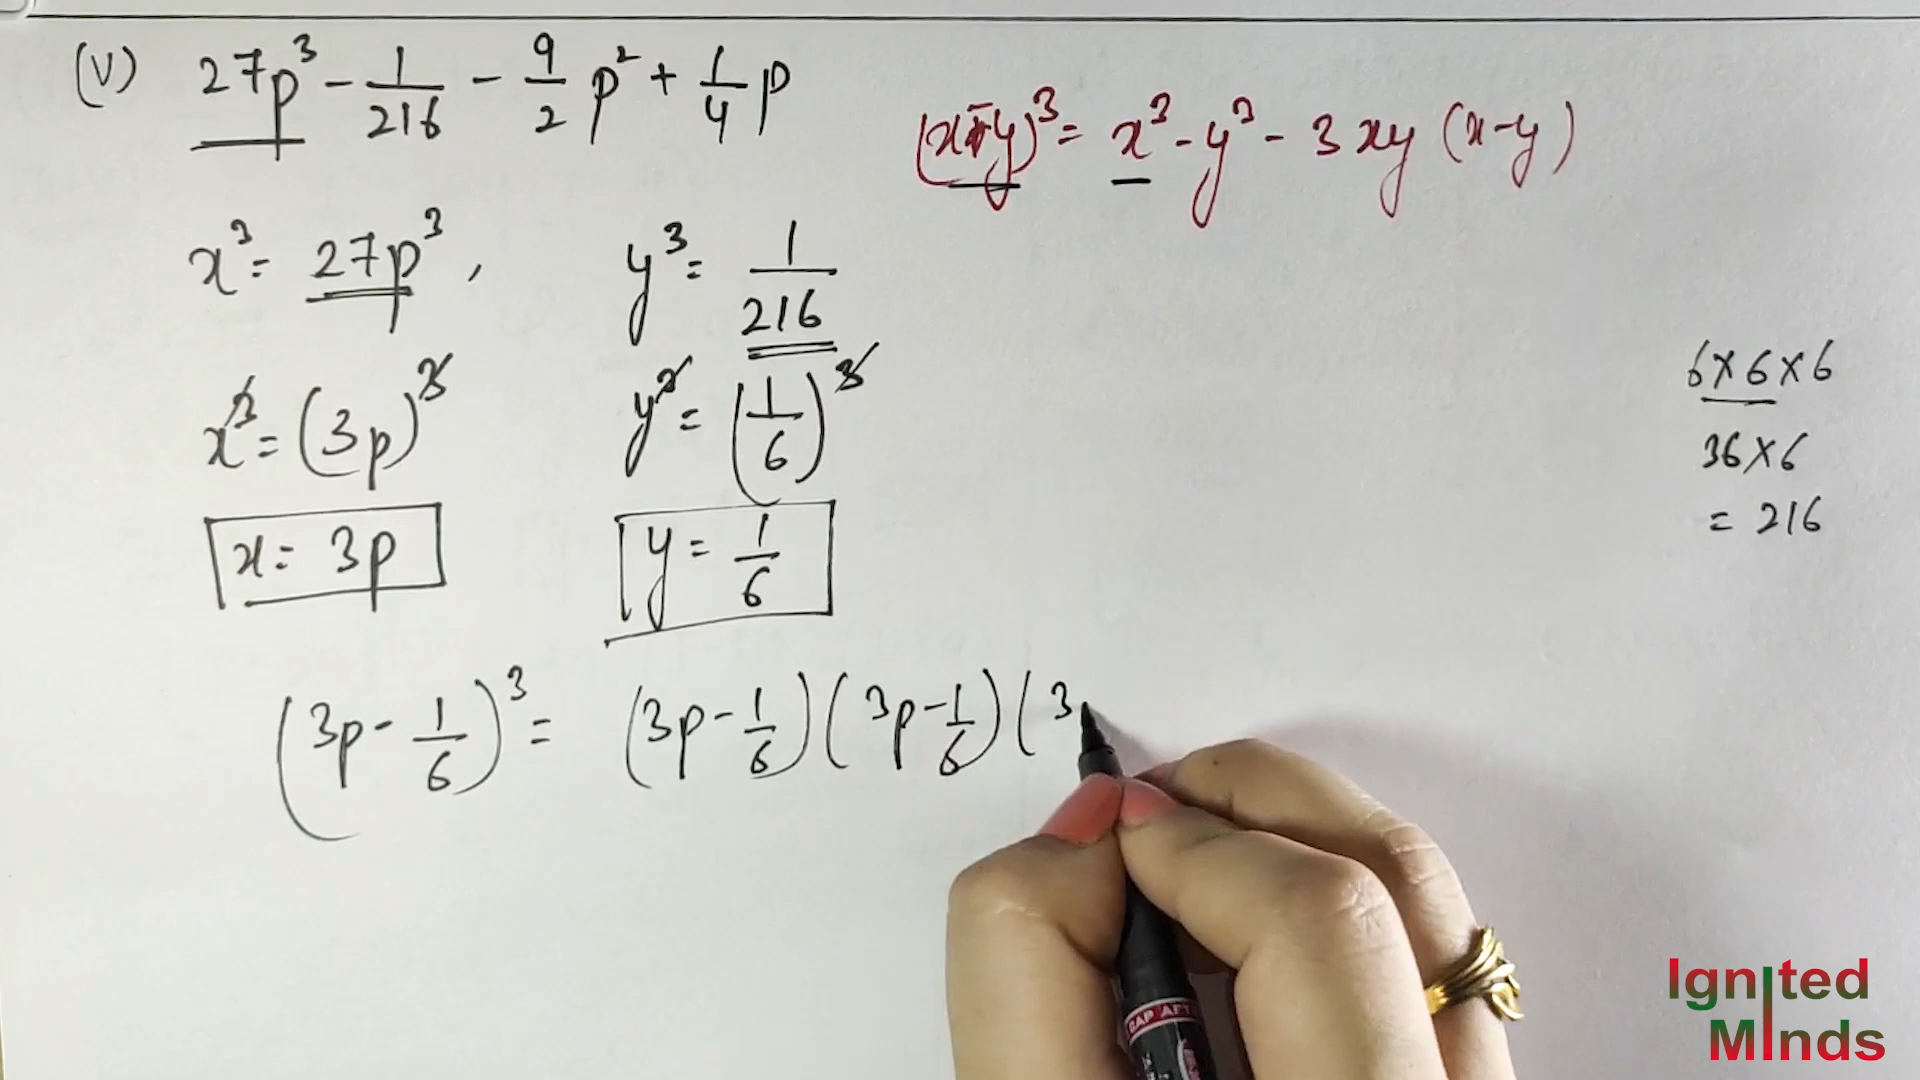 (V) 27p³ - 1/216 - 9/2 p² + 1/4 p
(x-y)³ = x³ - y³ - 3xy (x-y)
x³ = 27p³ , y³ = 1/216
x³ = (3p)³ y³ = (1/6)³
x = 3p y = 1/6
6×6×6
36×6
= 216
(3p - 1/6)³ = (3p - 1/6) (3p - 1/6) (3
CAP AFT
Ignited
Minds